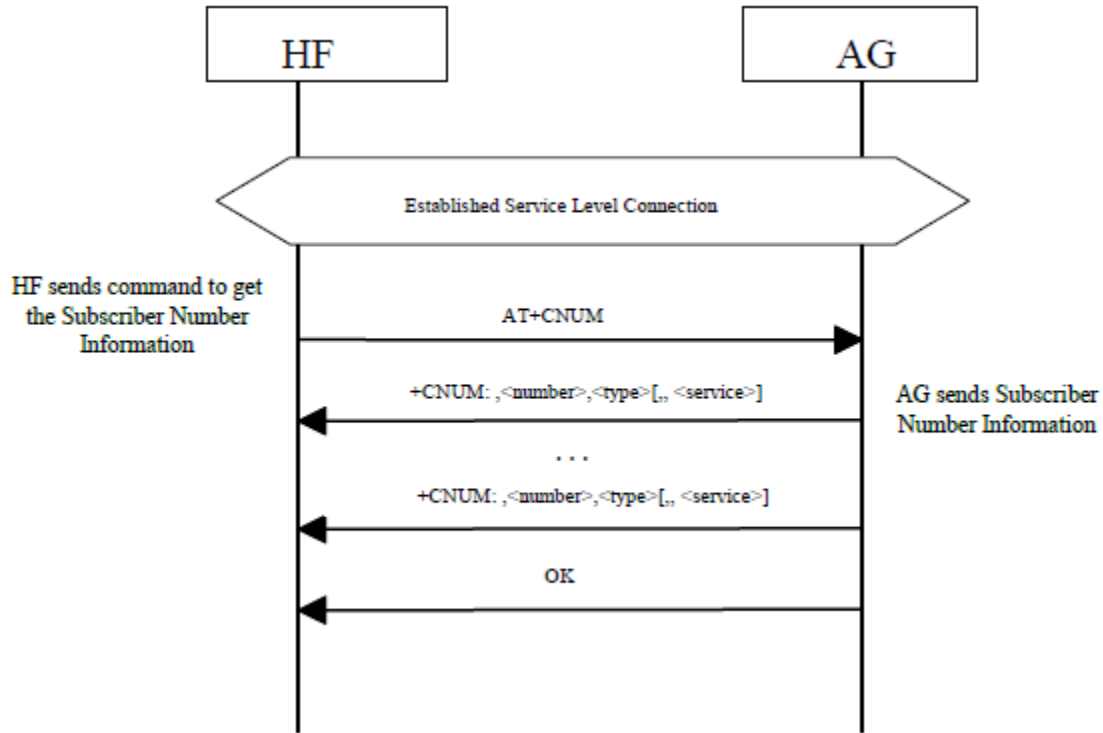 HF
AG
Established Service Level Connection
HF sends command to get
the Subscriber Number
Information
AT+CNUM
+CNUM: ,<number>,<type>[,, <service>]
AG sends Subscriber
Number Information
. . .
+CNUM: ,<number>,<type>[,, <service>]
OK